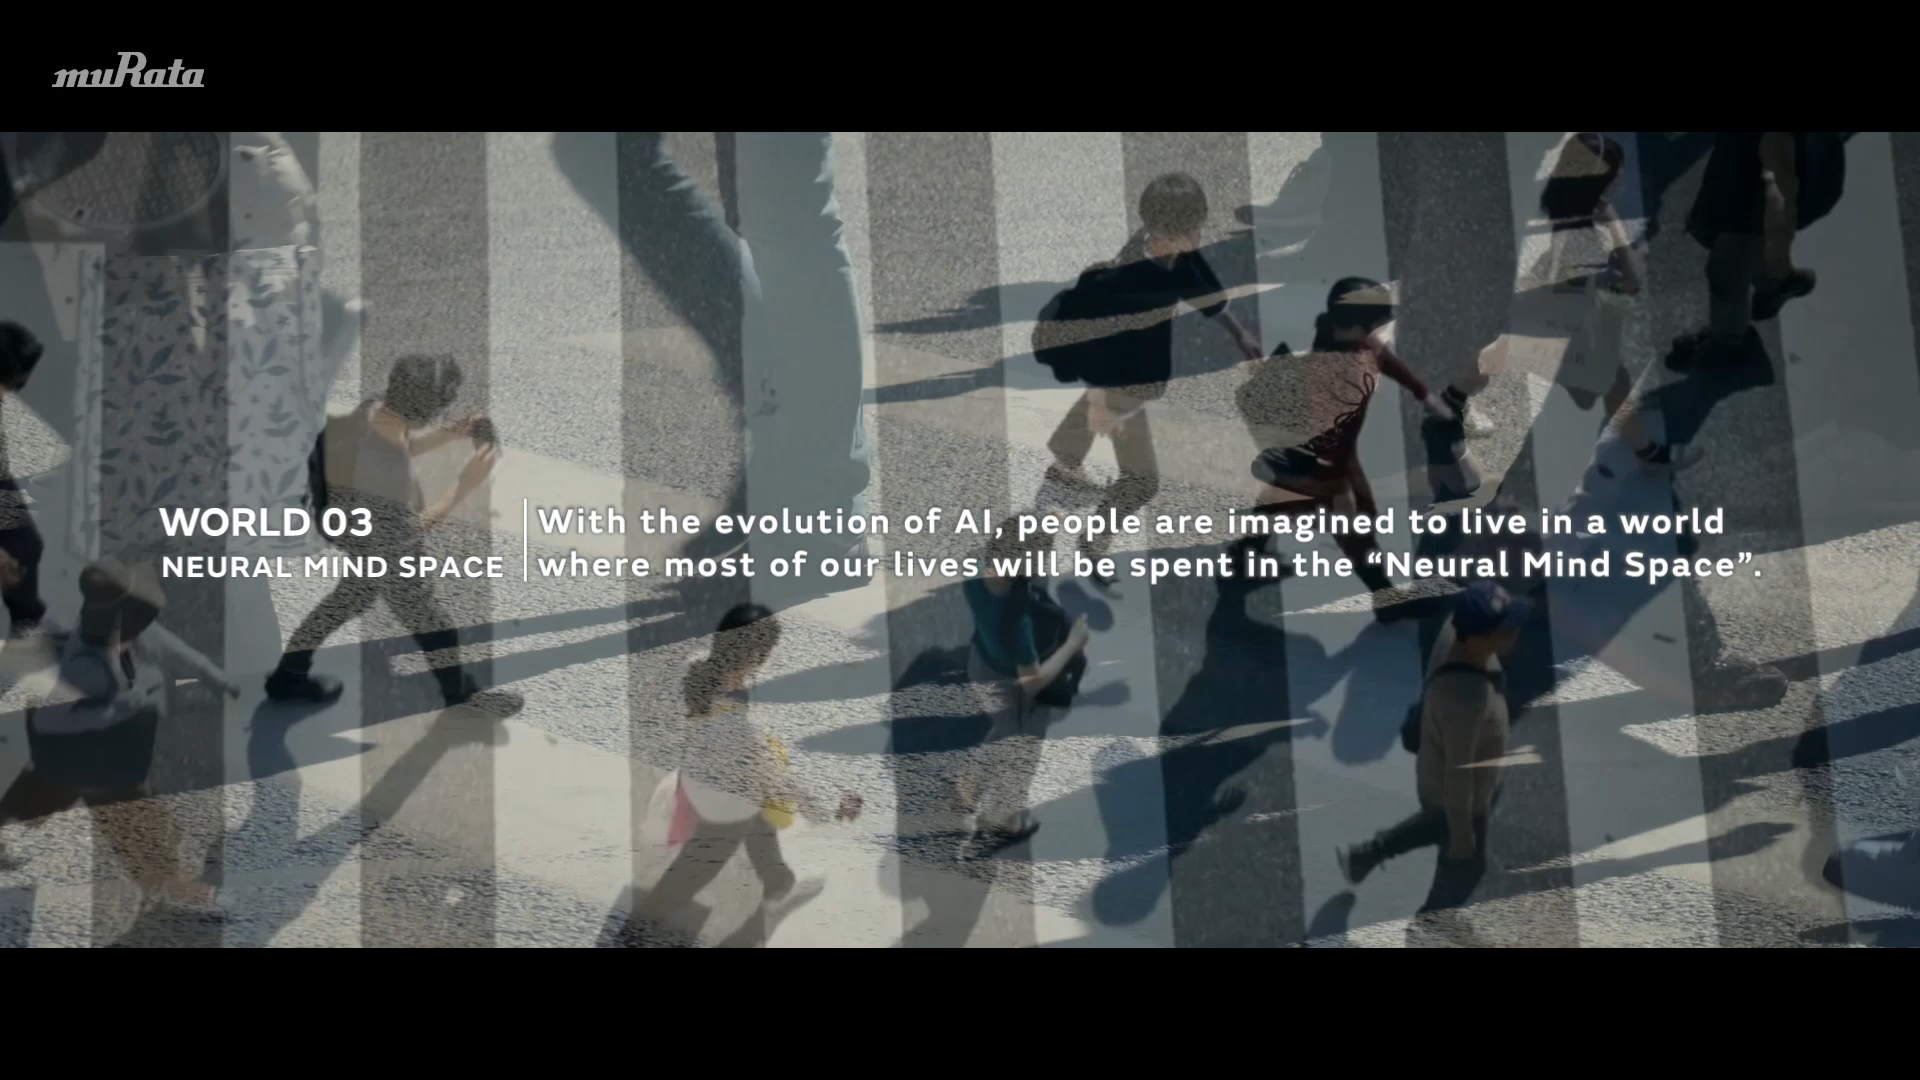 muRata
WORLD 03
NEURAL MIND SPACE
With the evolution of AI, people are imagined to live in a world
where most of our lives will be spent in the “Neural Mind Space”.